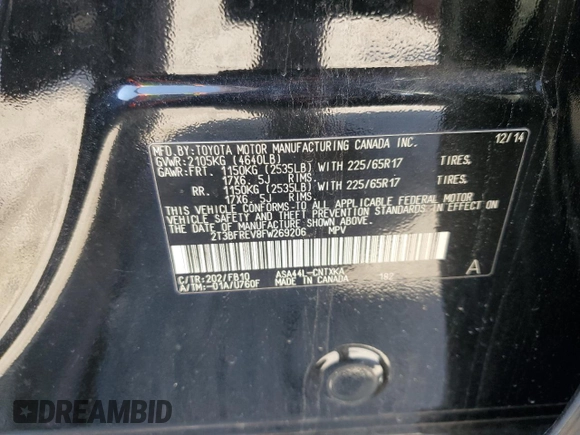 MFD.BY:TOYOTA MOTOR MANUFACTURING CANADA INC. 12/14
GVWR:2105KG (4640LB)
GAWR:FRT. 1150KG (2535LB) WITH 225/65R17 TIRES,
17X6. 5J RIMS.
RR. 1150KG (2535LB) WITH 225/65R17 TIRES,
17X6. 5J RIMS.
THIS VEHICLE CONFORMS TO ALL APPLICABLE FEDERAL MOTOR
VEHICLE SAFETY AND THEFT PREVENTION STANDARDS IN EFFECT
ON THE DATE OF MANUFACTURE SHOWN ABOVE.
2T3BFREV8FW269206 MPV
C/TR:202/FB10 ASA44L-CNTXKA 192 A
A/TM:-01A/U760F MADE IN CANADA
DREAMBID